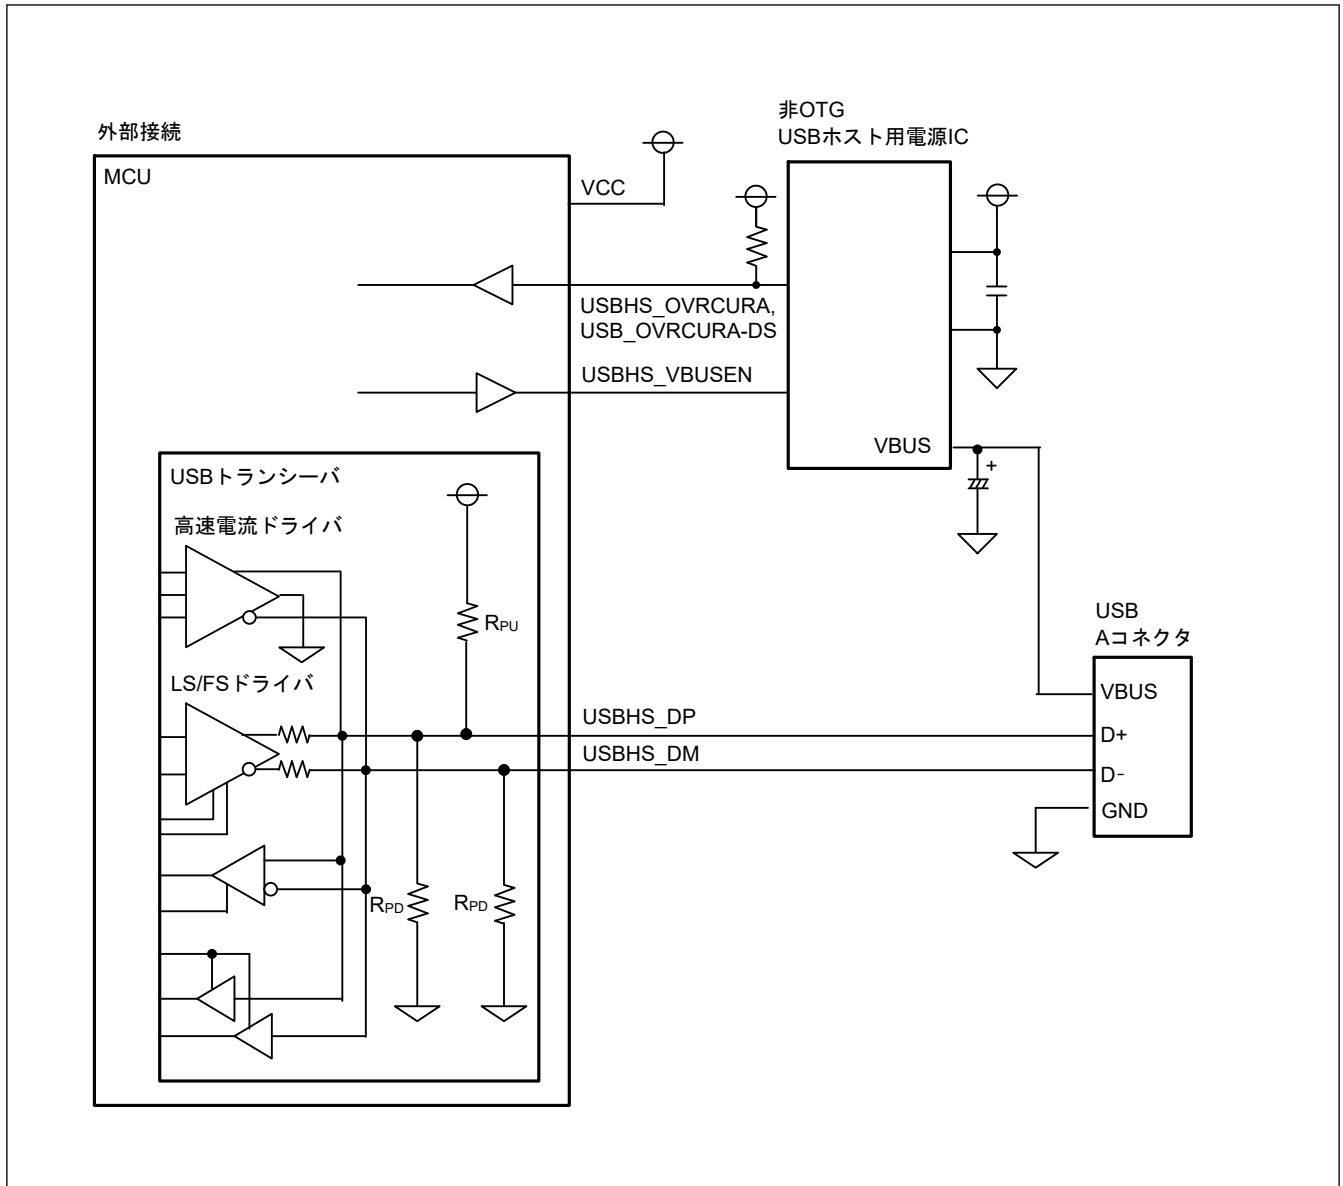 外部接続
MCU
VCC
非OTG
USBホスト用電源IC
USBHS_OVRCURA,
USB_OVRCURA-DS
USBHS_VBUSEN
VBUS
+
USBトランシーバ
高速電流ドライバ
RPU
LS/FSドライバ
USBHS_DP
USBHS_DM
RPD
RPD
USB
Aコネクタ
VBUS
D+
D-
GND